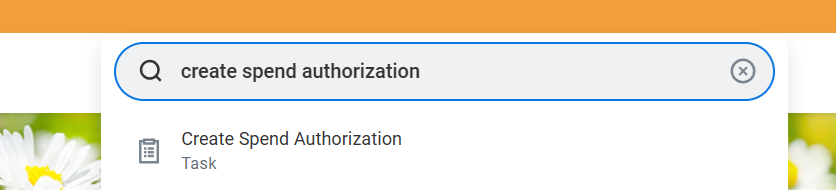 create spend authorization
Create Spend Authorization
Task